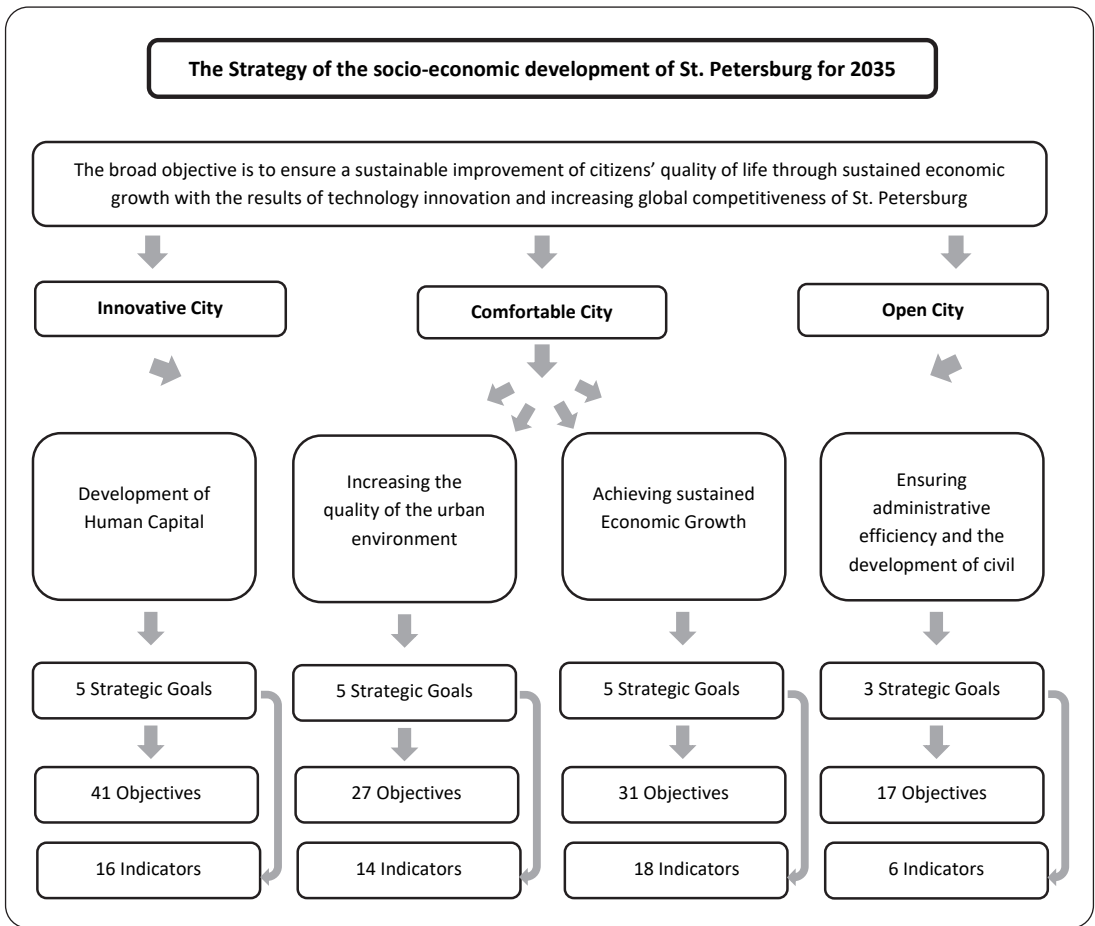 The Strategy of the socio-economic development of St. Petersburg for 2035
The broad objective is to ensure a sustainable improvement of citizens’ quality of life through sustained economic
growth with the results of technology innovation and increasing global competitiveness of St. Petersburg
Innovative City
Comfortable City
Open City
Development of
Human Capital
Increasing the
quality of the urban
environment
Achieving sustained
Economic Growth
Ensuring
administrative
efficiency and the
development of civil
5 Strategic Goals
5 Strategic Goals
5 Strategic Goals
3 Strategic Goals
41 Objectives
27 Objectives
31 Objectives
17 Objectives
16 Indicators
14 Indicators
18 Indicators
6 Indicators